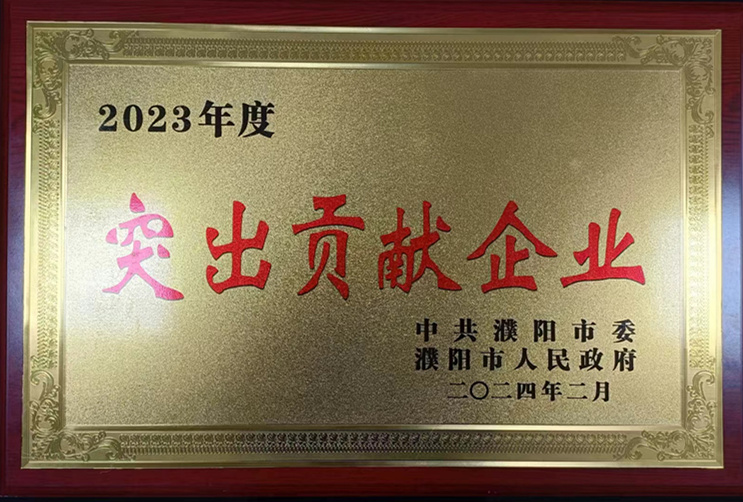 2023年度
突出贡献企业
中共濮阳市委
濮阳市人民政府
二〇二四年二月